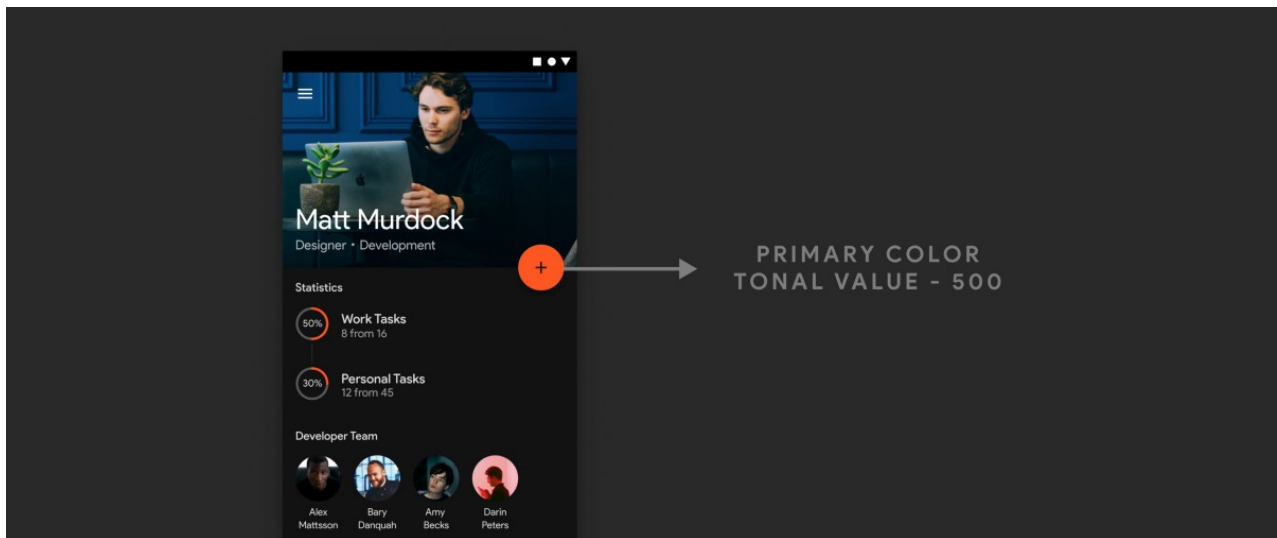 Matt Murdock
Designer • Development
+
PRIMARY COLOR
TONAL VALUE - 500
Statistics
50%
Work Tasks
8 from 16
30%
Personal Tasks
12 from 45
Developer Team
Alex
Mattsson
Bary
Danquah
Amy
Becks
Darin
Peters